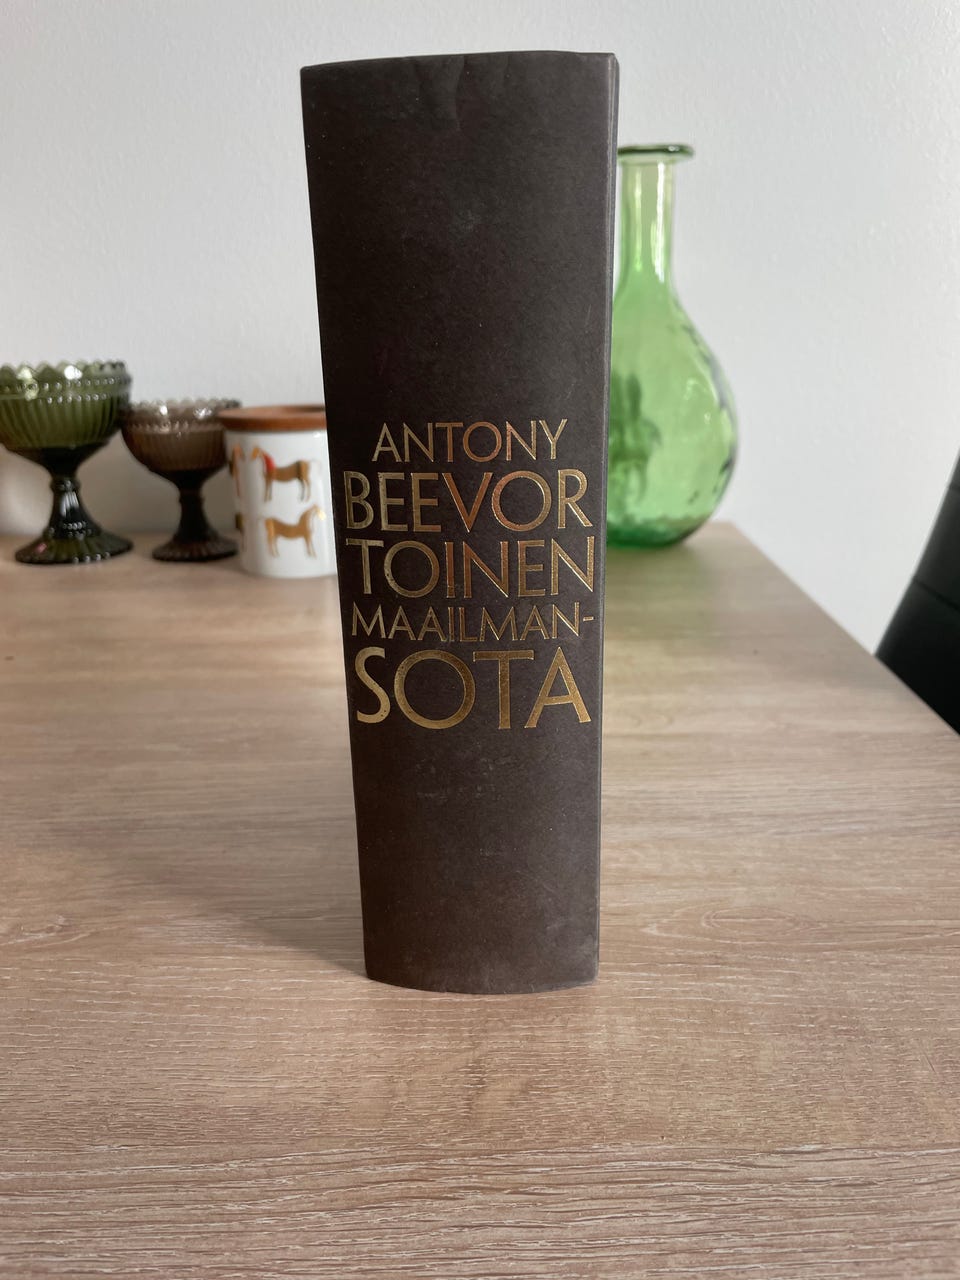 ANTONY
BEEVOR
TOINEN
MAAILMAN-
SOTA